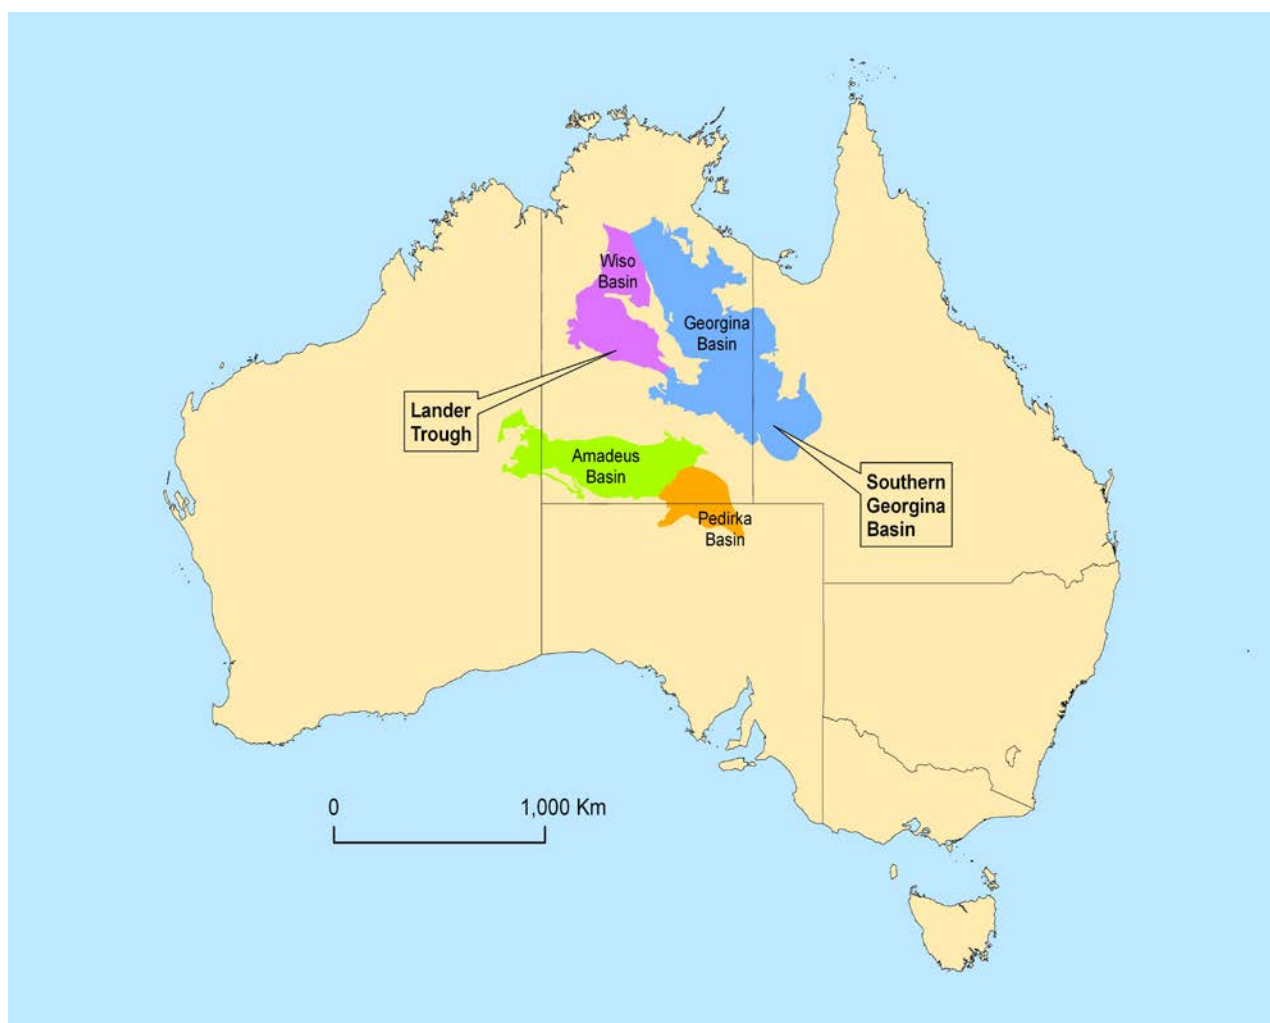 Wiso
Basin
Georgina
Basin
Lander
Trough
Amadeus
Basin
Southern
Georgina
Basin
Pedirka
Basin
0 1,000 Km